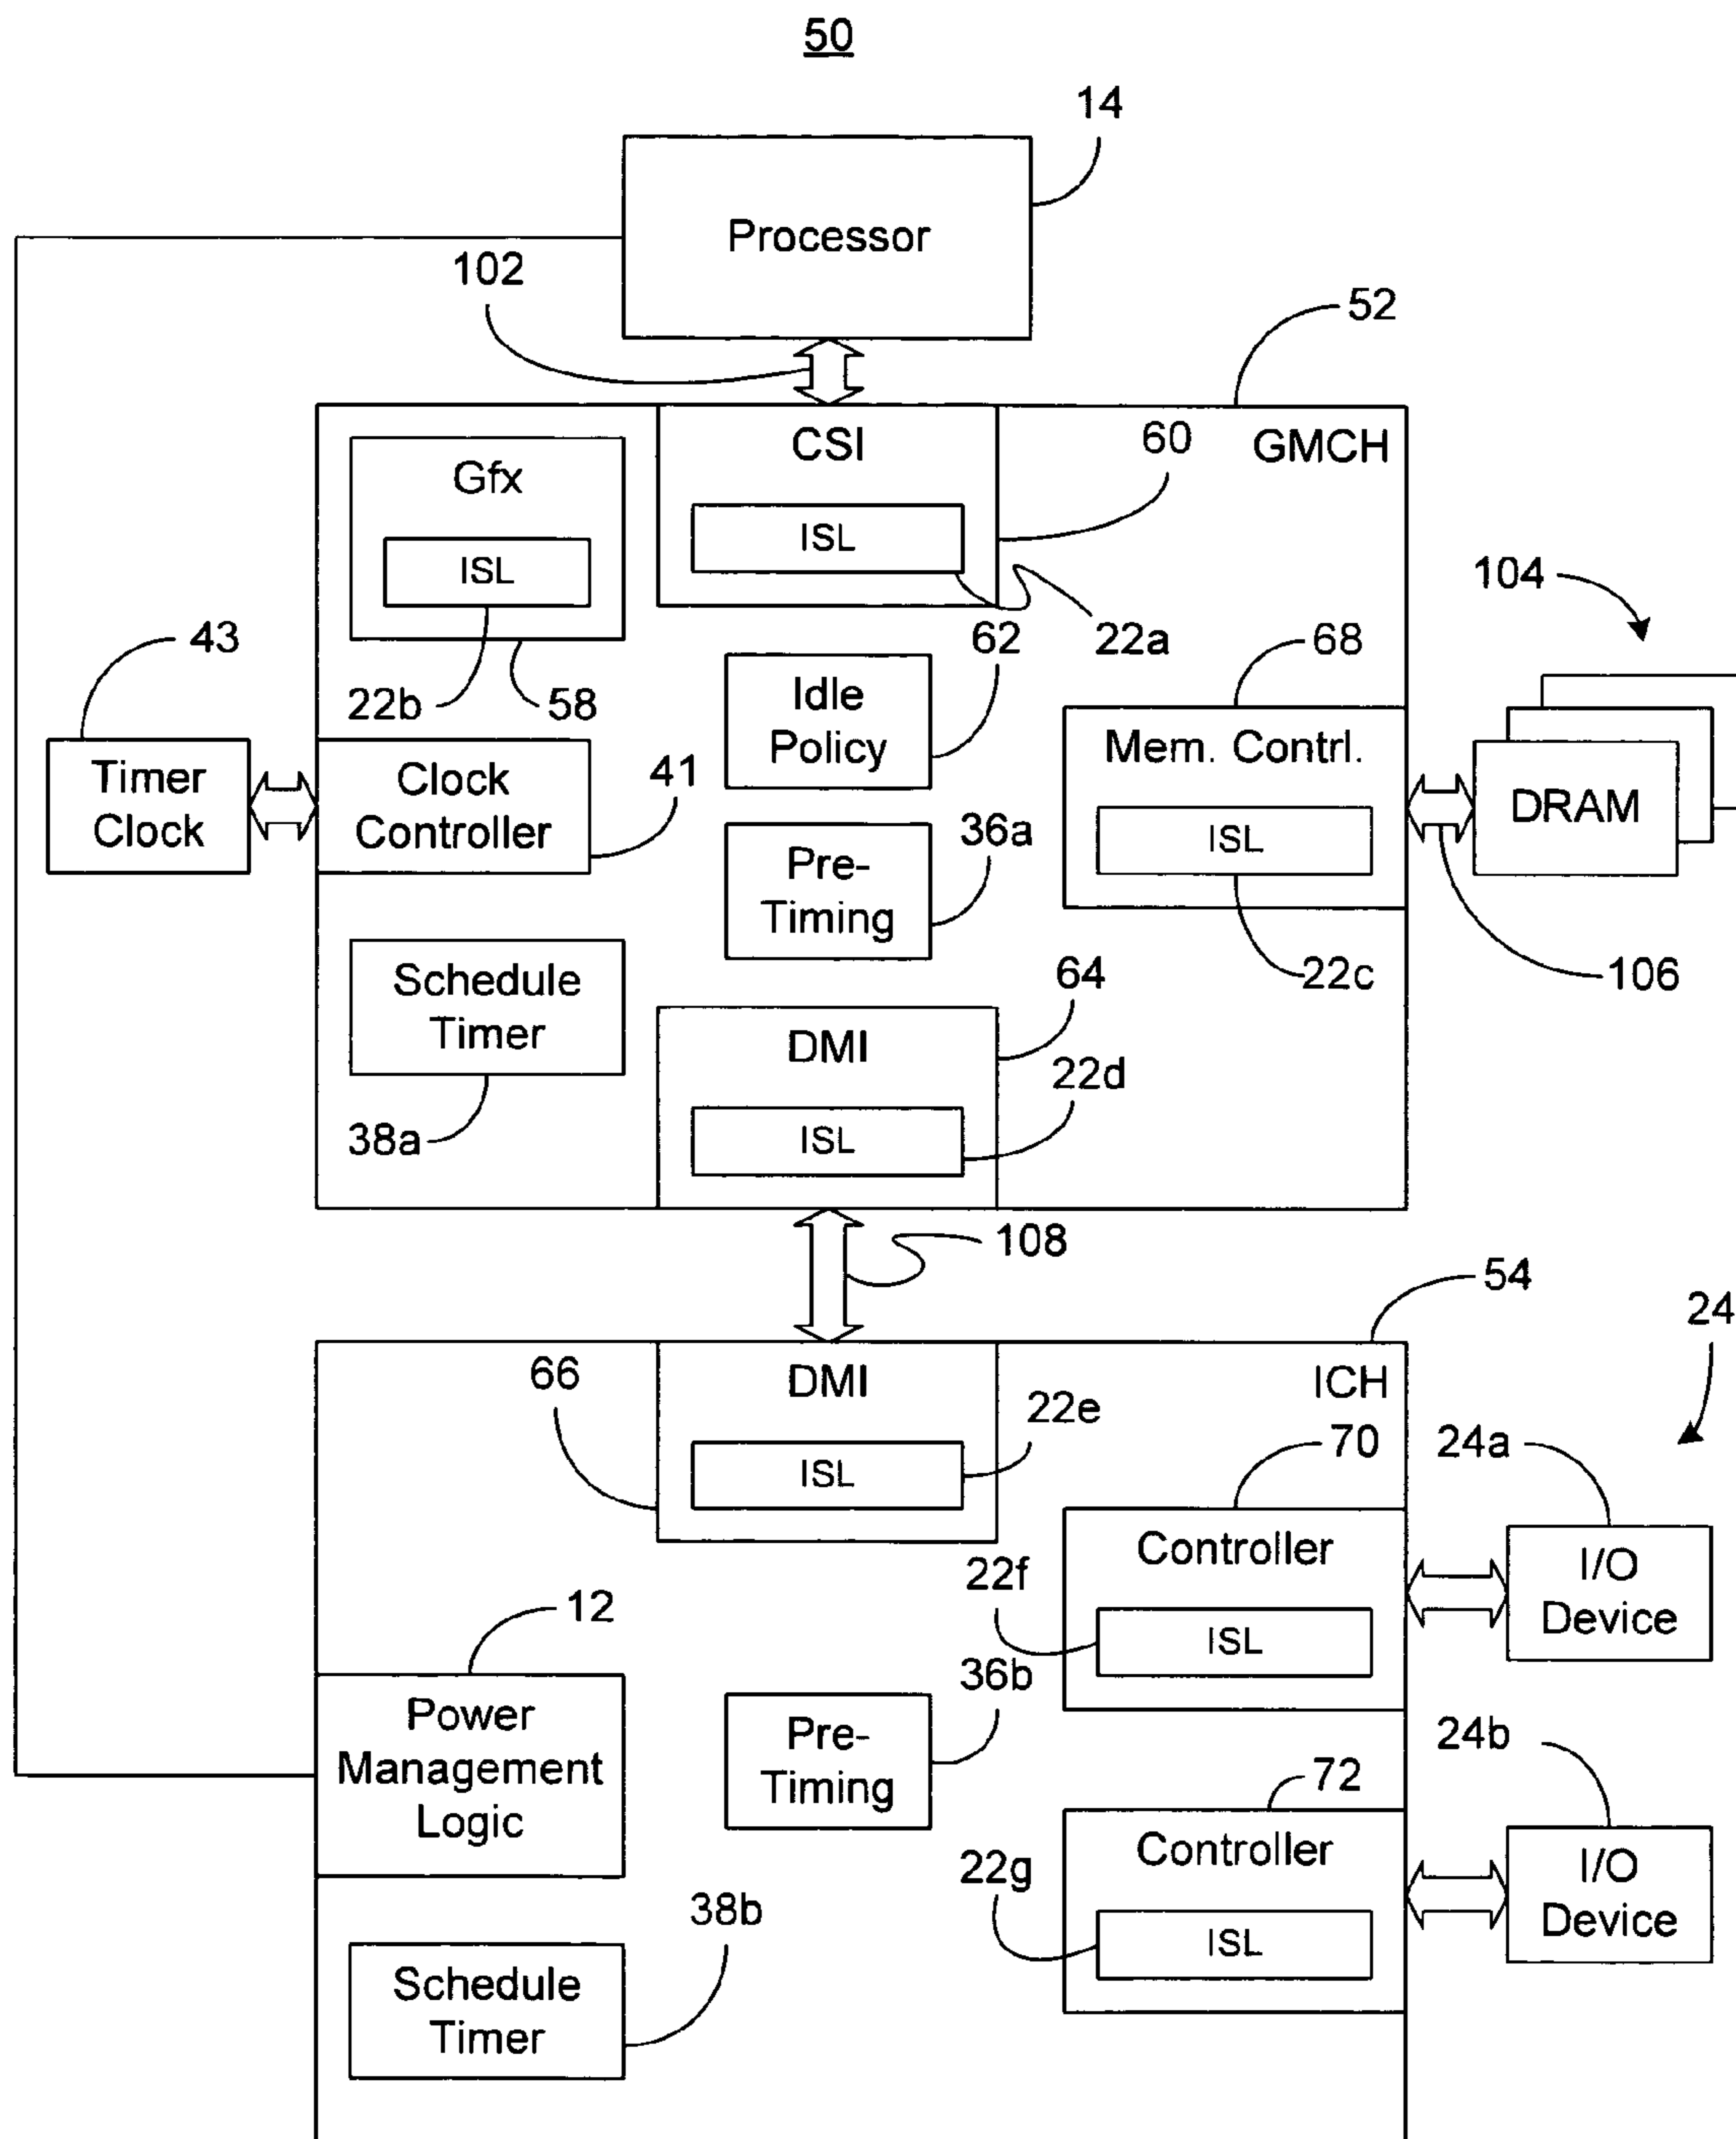 50
14
Processor
102
52
CSI
60
GMCH
Gfx
ISL
ISL
104
43
62
22a
68
22b
58
Idle
Policy
Timer
Clock
Clock
Controller
41
Mem. Contrl.
DRAM
36a
ISL
Pre-
Timing
Schedule
Timer
64
22c
106
DMI
22d
38a
ISL
108
54
24
66
DMI
ICH
22e
70
24a
ISL
Controller
I/O
Device
22f
12
ISL
36b
Power
Management
Logic
Pre-
Timing
24b
72
Controller
I/O
Device
22g
38b
ISL
Schedule
Timer